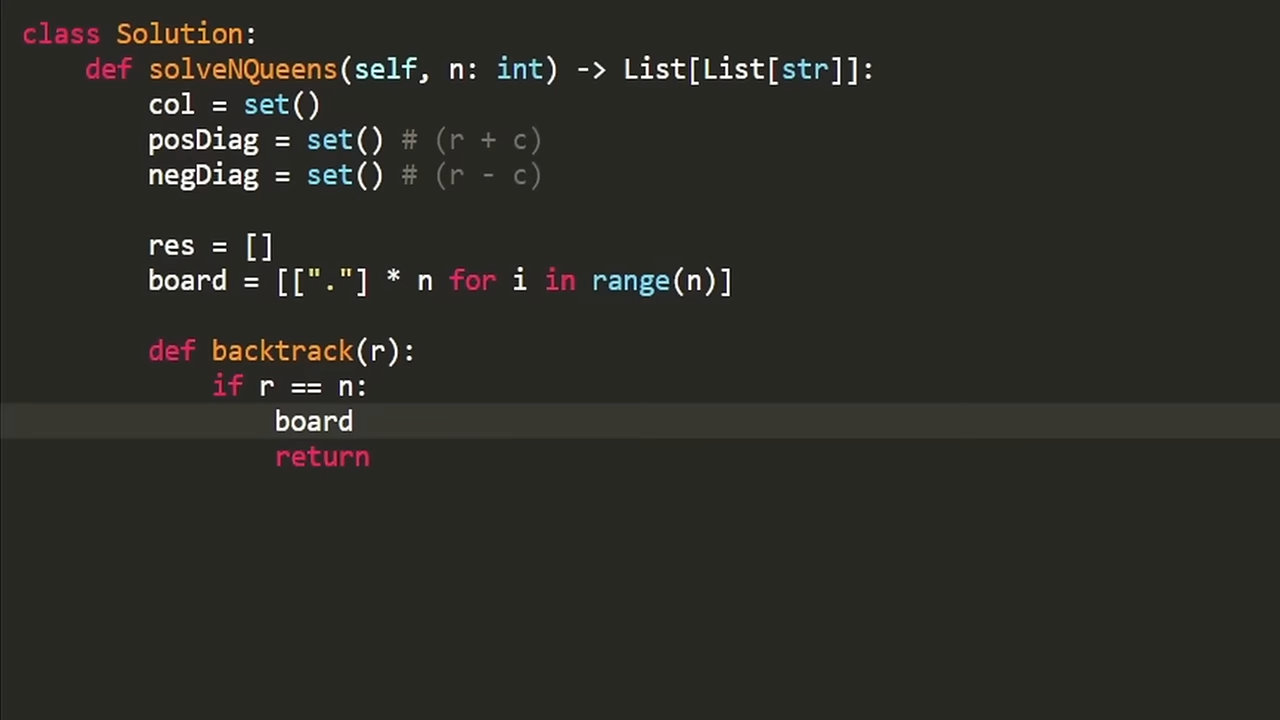 class Solution:
    def solveNQueens(self, n: int) -> List[List[str]]:
        col = set()
        posDiag = set() # (r + c)
        negDiag = set() # (r - c)
        res = []
        board = [["."] * n for i in range(n)]
        def backtrack(r):
            if r == n:
                board
                return